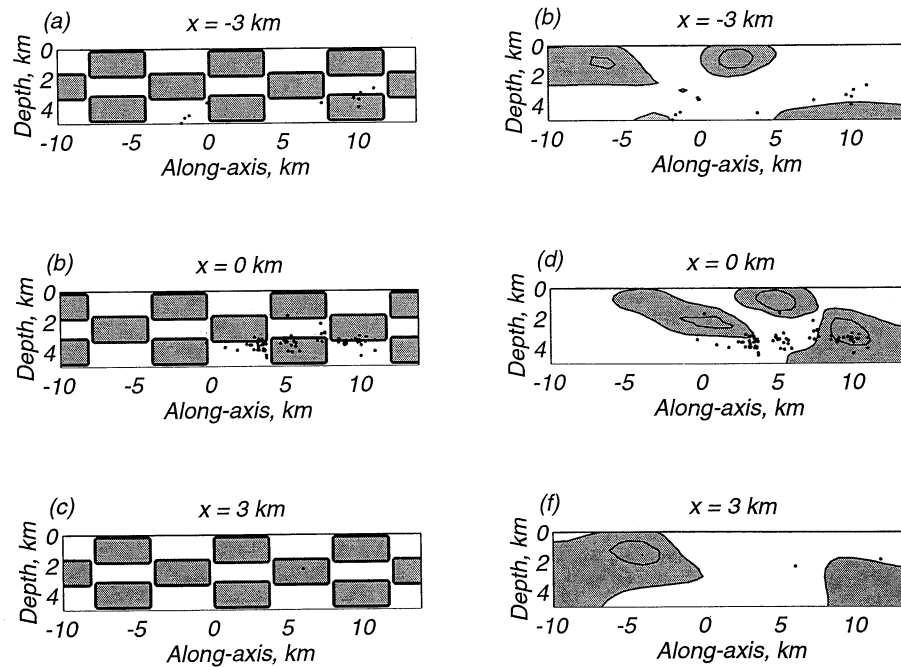 (a) x = -3 km
Depth, km
0
2
4
-10 -5 0 5 10
Along-axis, km
(b) x = -3 km
Depth, km
0
2
4
-10 -5 0 5 10
Along-axis, km
(b) x = 0 km
Depth, km
0
2
4
-10 -5 0 5 10
Along-axis, km
(d) x = 0 km
Depth, km
0
2
4
-10 -5 0 5 10
Along-axis, km
(c) x = 3 km
Depth, km
0
2
4
-10 -5 0 5 10
Along-axis, km
(f) x = 3 km
Depth, km
0
2
4
-10 -5 0 5 10
Along-axis, km